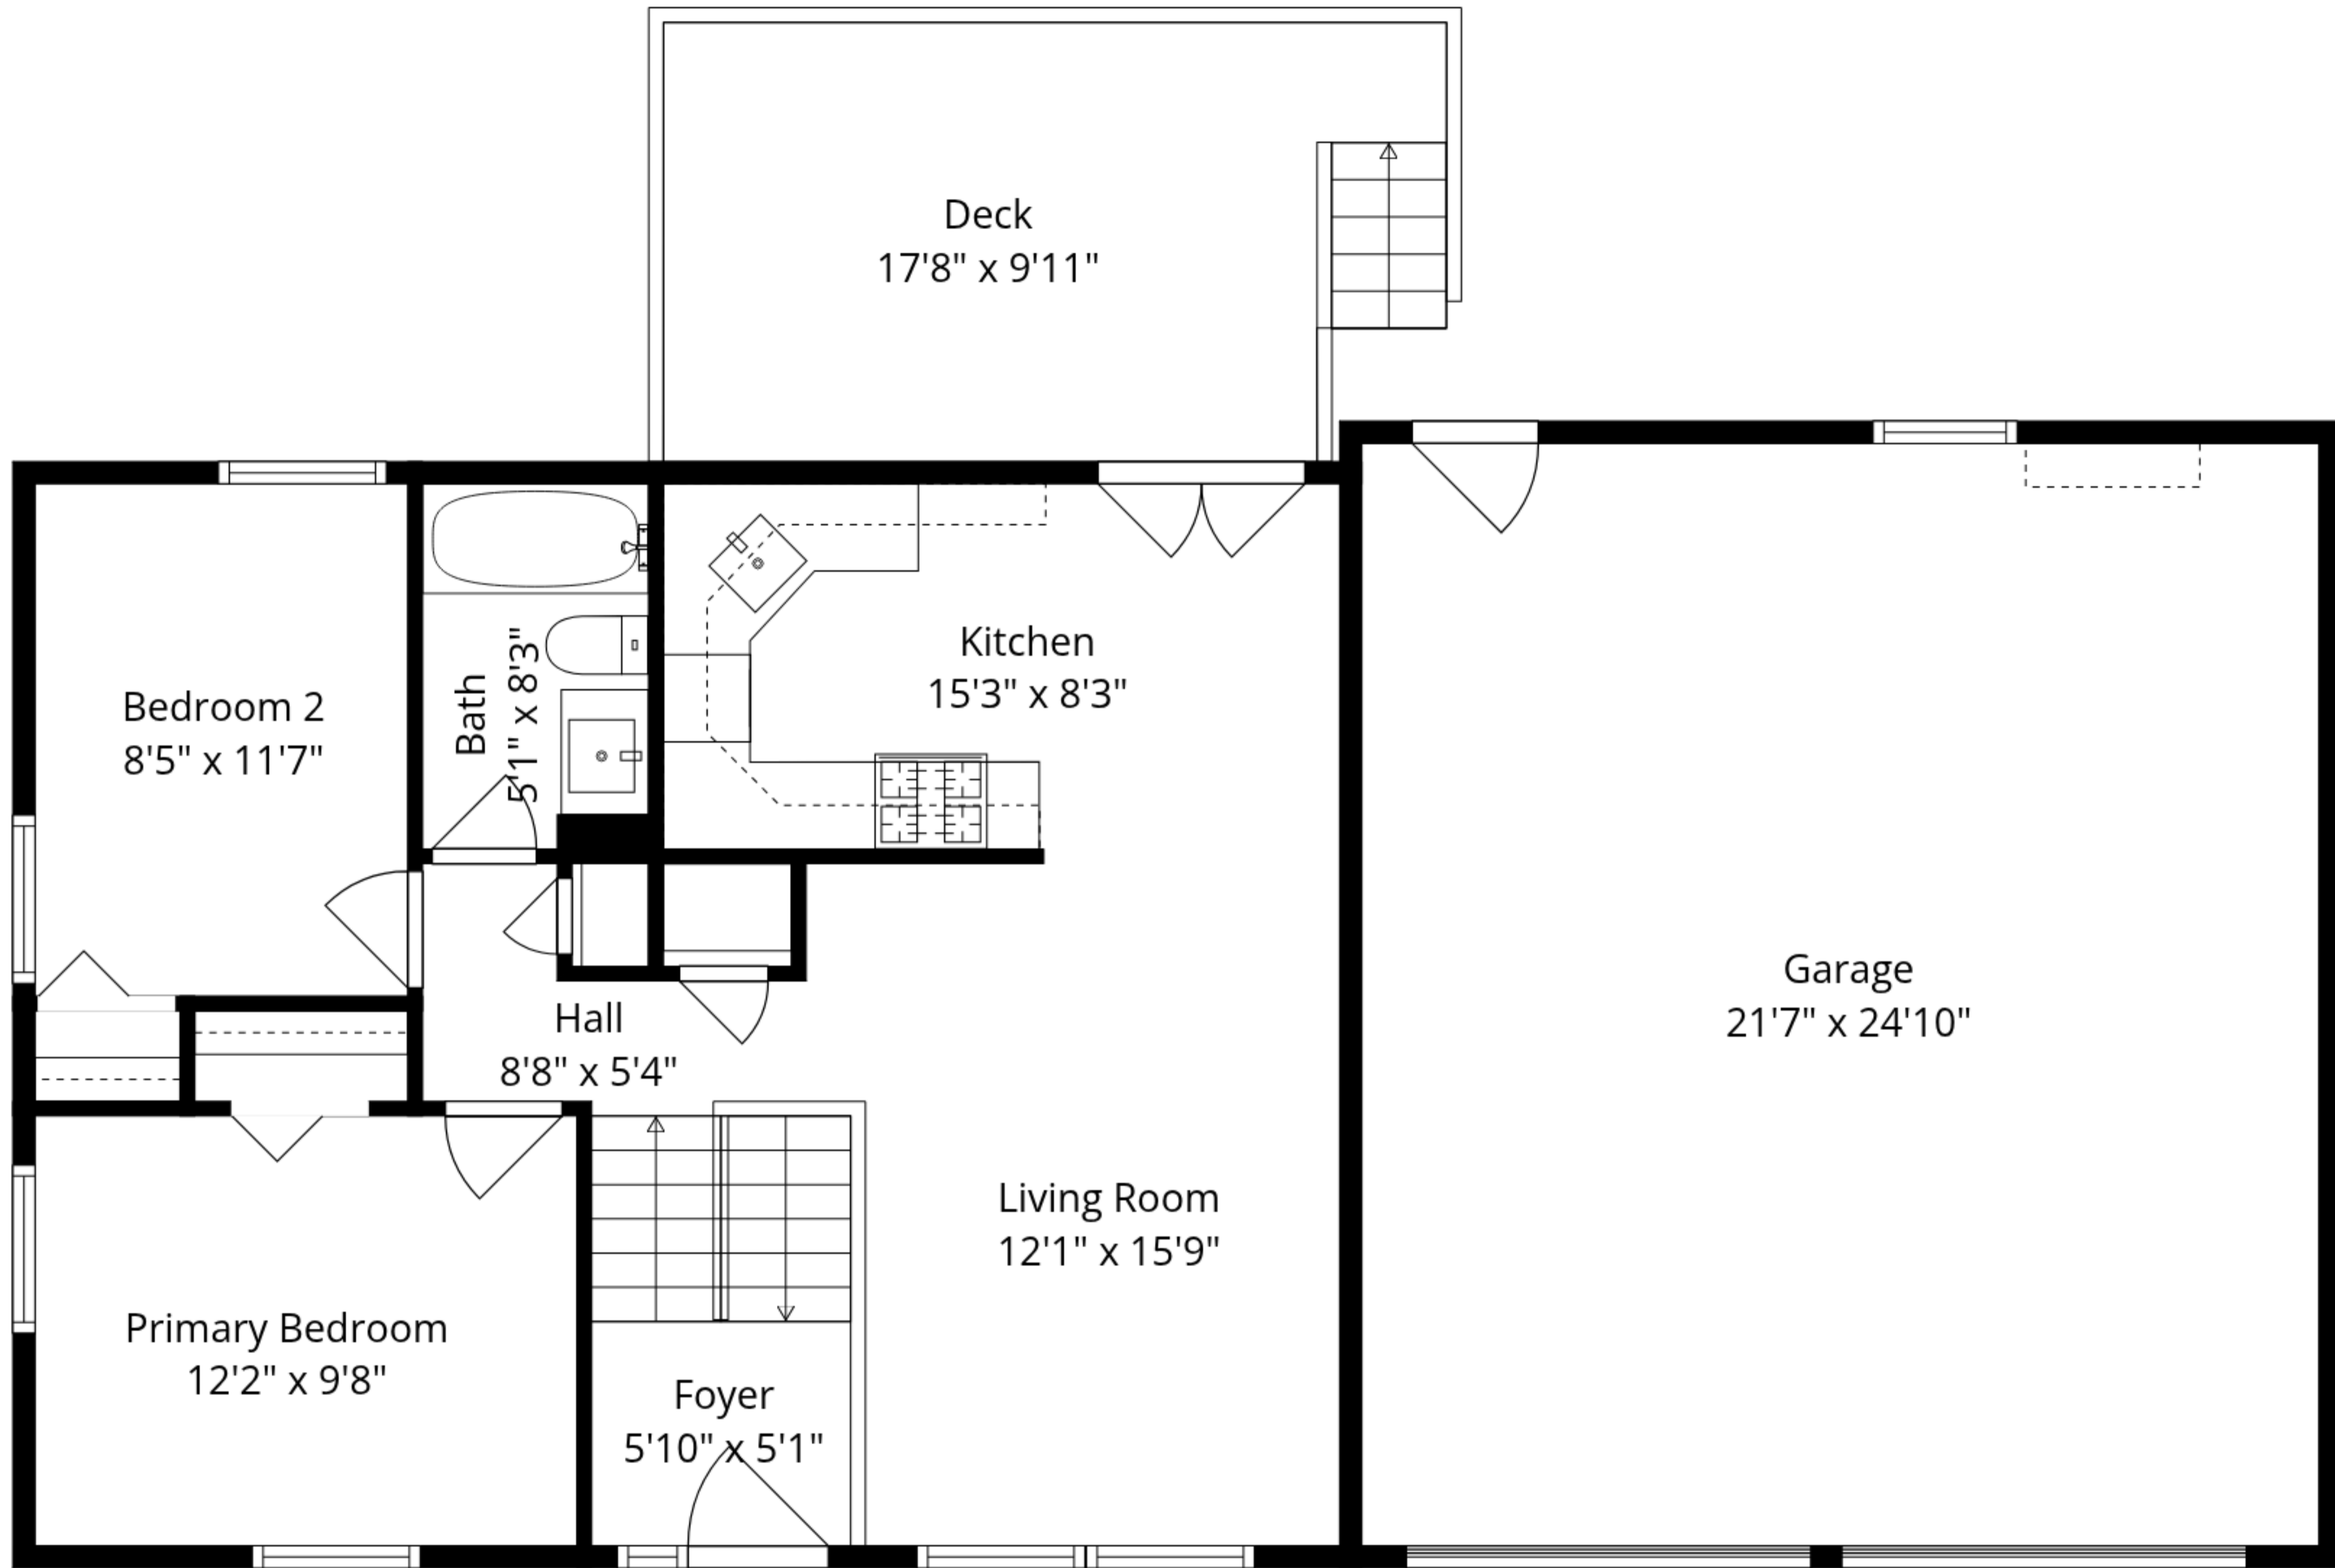 Deck
17'8" x 9'11"
Kitchen
15'3" x 8'3"
Bath
5'1" x 8'3"
Bedroom 2
8'5" x 11'7"
Garage
21'7" x 24'10"
Hall
8'8" x 5'4"
Living Room
12'1" x 15'9"
Primary Bedroom
12'2" x 9'8"
Foyer
5'10" x 5'1"